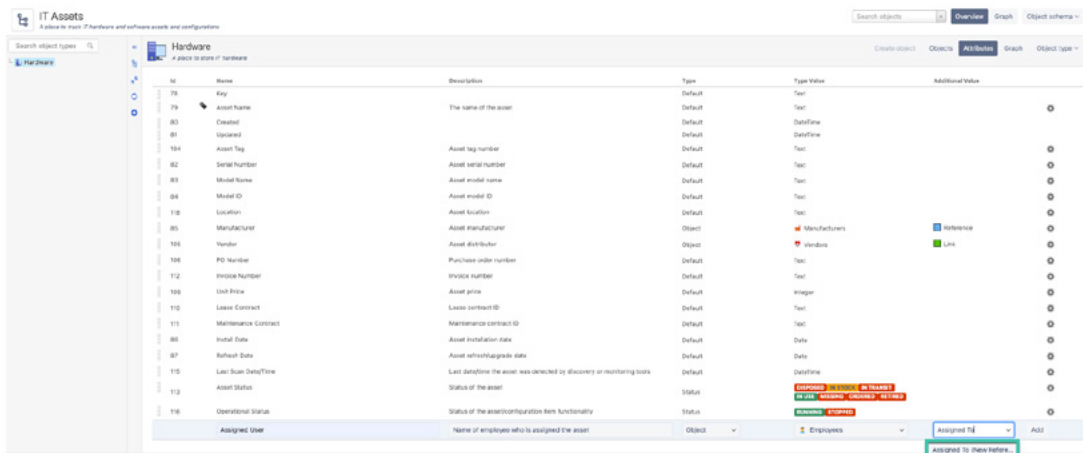 IT Assets
A place to track IT hardware and software assets and configurations
Search objects Overview Graph Object schema
Search object types
Hardware
Hardware
A place to store IT hardware
Create object Objects Attributes Graph Object type
Id Name Description Type Type Value Additional Value
78 Key Default Text
79 Asset Name The name of the asset Default Text
80 Created Default DateTime
81 Updated Default DateTime
104 Asset Tag Asset tag number Default Text
82 Serial Number Asset serial number Default Text
83 Model Name Asset model name Default Text
84 Model ID Asset model ID Default Text
118 Location Asset location Default Text
85 Manufacturer Asset manufacturer Object Manufacturers Reference
105 Vendor Asset distributor Object Vendors Link
PO Number Purchase order number Default Text
112 Invoice Number Invoice number Default Text
Unit Price Asset price Default Integer
110 Lease Contract Lease contract ID Default Text
111 Maintenance Contract Maintenance contract ID Default Text
86 Install Date Asset installation date Default Date
87 Refresh Date Asset refresh/upgrade date Default Date
115 Last Scan Date/Time Last date/time the asset was detected by discovery or monitoring tools Default DateTime
113 Asset Status Status of the asset Status DISPOSED IN STOCK IN TRANSIT
IN USE MISSING ORDERED RETIRED
116 Operational Status Status of the asset/configuration item functionality Status RUNNING STOPPED
Assigned User Name of employee who is assigned the asset Object Employees Assigned To Add
Assigned To (New Refere...